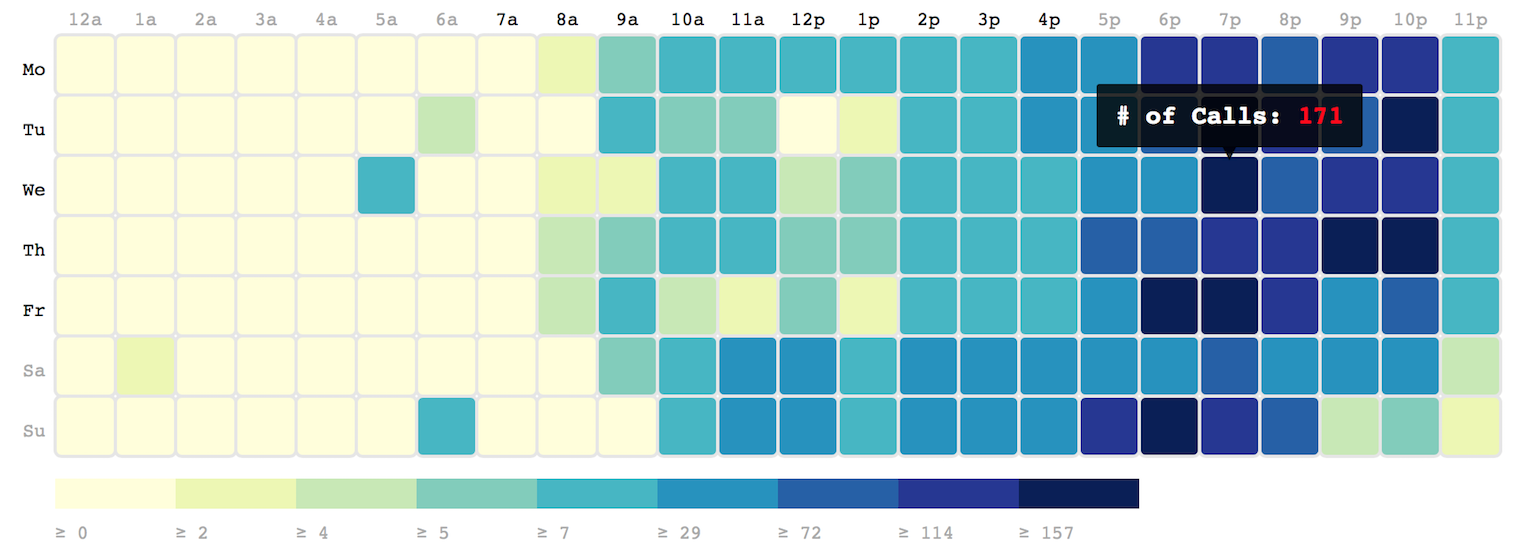 12a 1a 2a 3a 4a 5a 6a 7a 8a 9a 10a 11a 12p 1p 2p 3p 4p 5p 6p 7p 8p 9p 10p 11p
Mo
# of Calls: 171
Tu
We
Th
Fr
Sa
Su
≥ 0 ≥ 2 ≥ 4 ≥ 5 ≥ 7 ≥ 29 ≥ 72 ≥ 114 ≥ 157